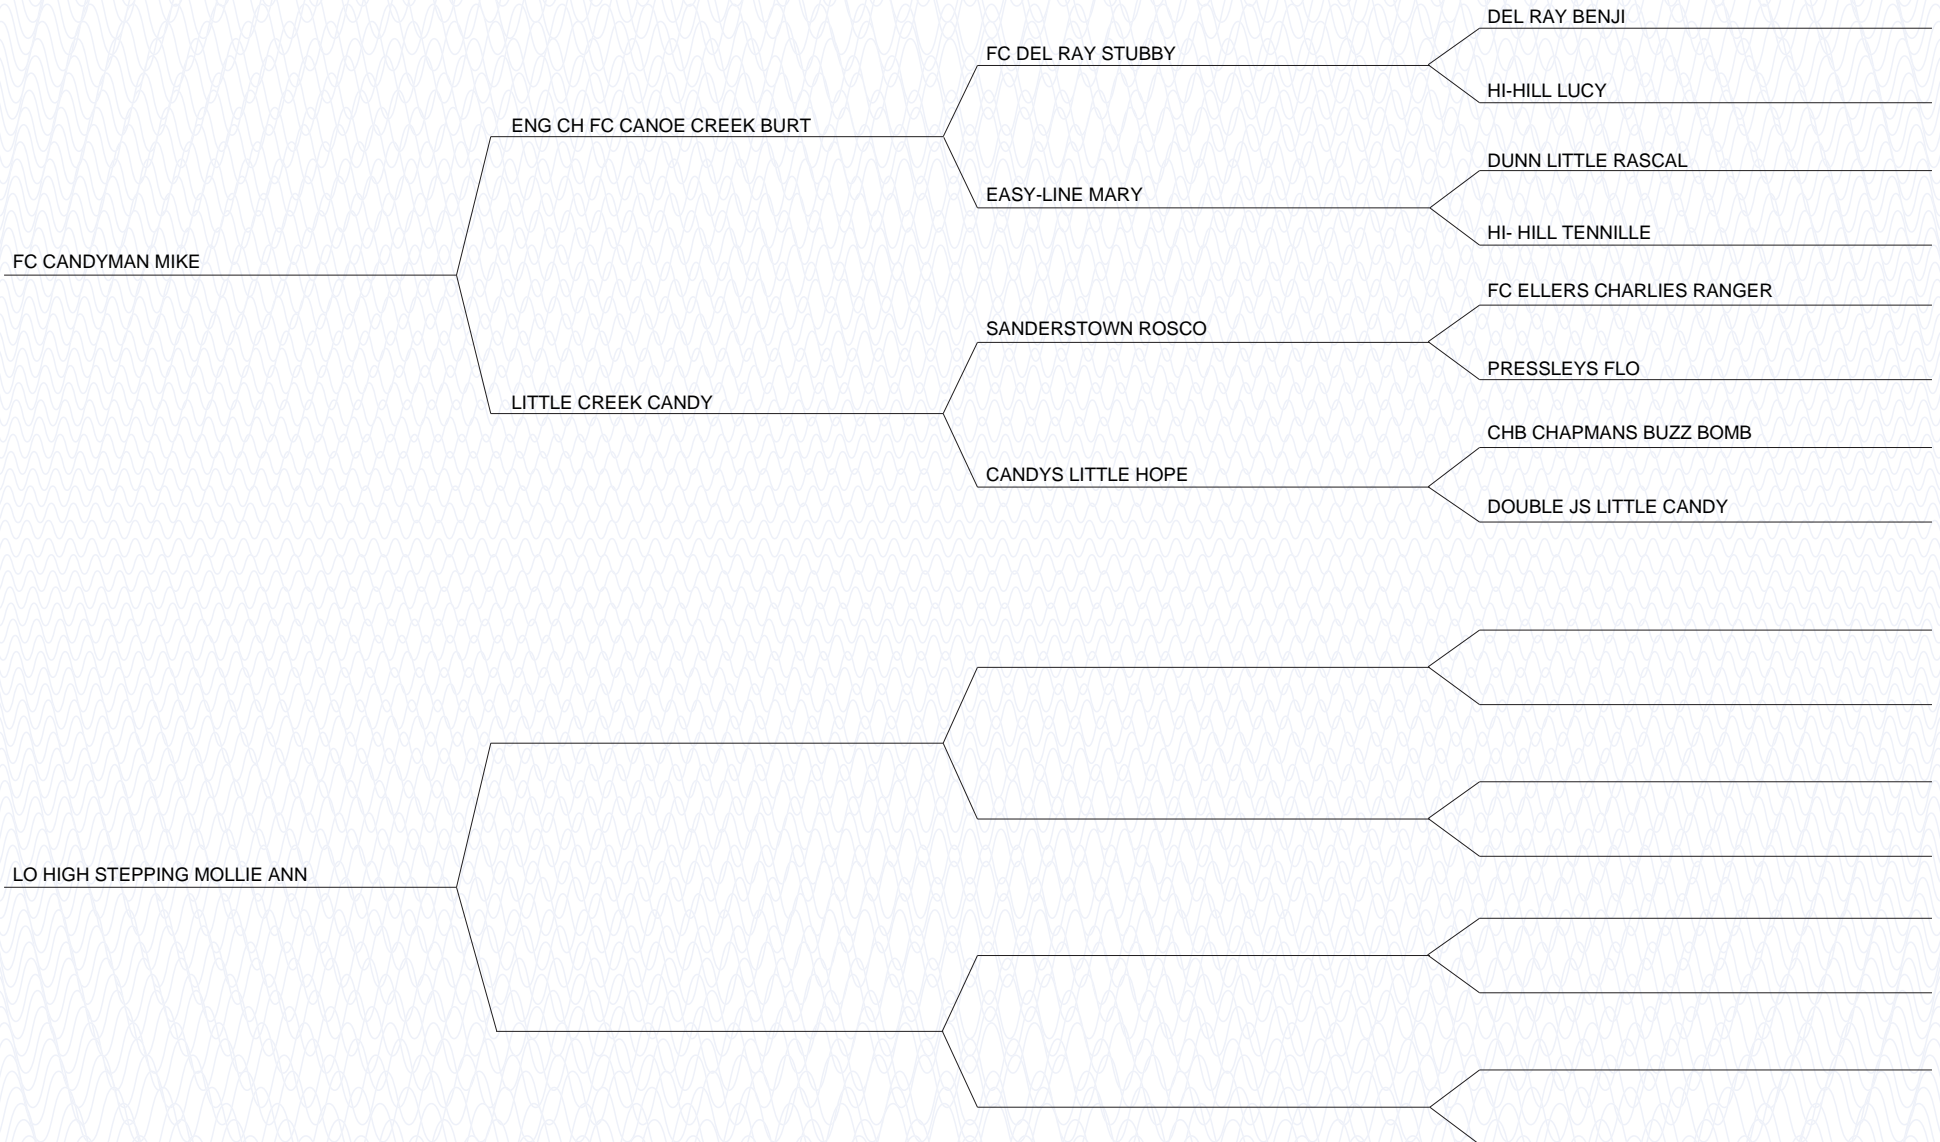 DEL RAY BENJI
FC DEL RAY STUBBY
HI-HILL LUCY
ENG CH FC CANOE CREEK BURT
DUNN LITTLE RASCAL
EASY-LINE MARY
HI- HILL TENNILLE
FC CANDYMAN MIKE
FC ELLERS CHARLIES RANGER
SANDERSTOWN ROSCO
PRESSLEYS FLO
LITTLE CREEK CANDY
CHB CHAPMANS BUZZ BOMB
CANDYS LITTLE HOPE
DOUBLE JS LITTLE CANDY
LO HIGH STEPPING MOLLIE ANN